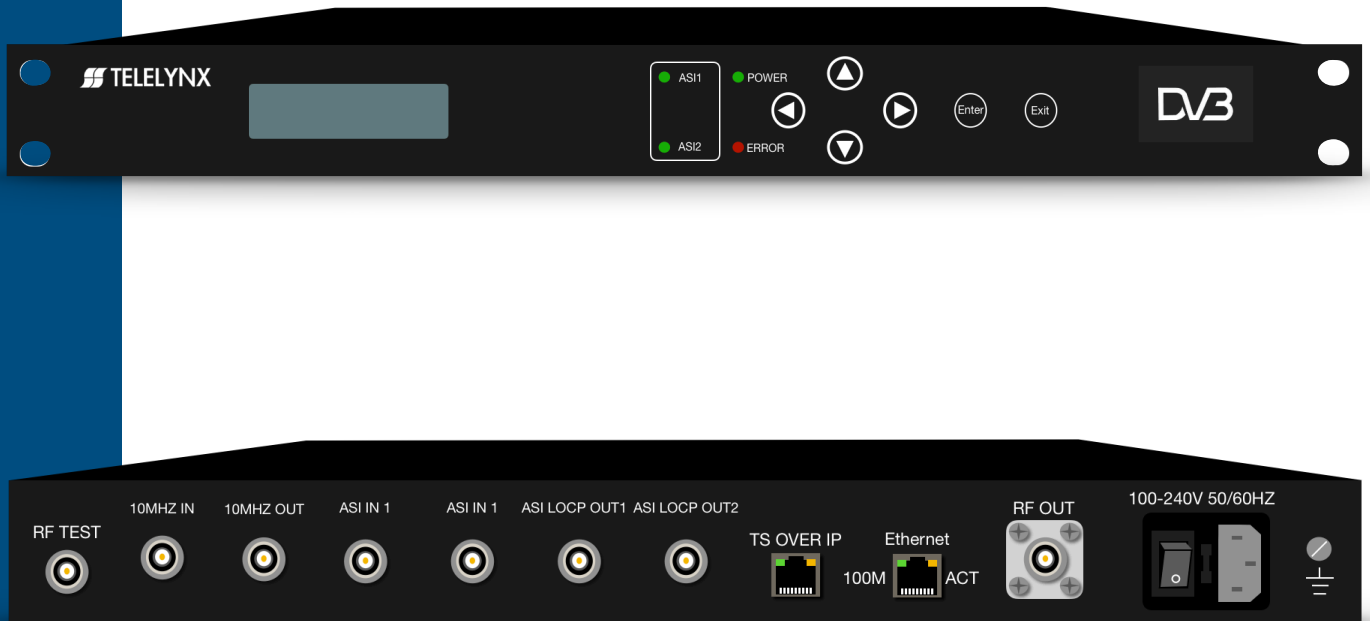 TELELYNX
ASI1
POWER
Enter
Exit
DVB
ASI2
ERROR
RF TEST
10MHZ IN
10MHZ OUT
ASI IN 1
ASI IN 1
ASI LOCP OUT1
ASI LOCP OUT2
TS OVER IP
Ethernet
100M
ACT
RF OUT
100-240V 50/60HZ